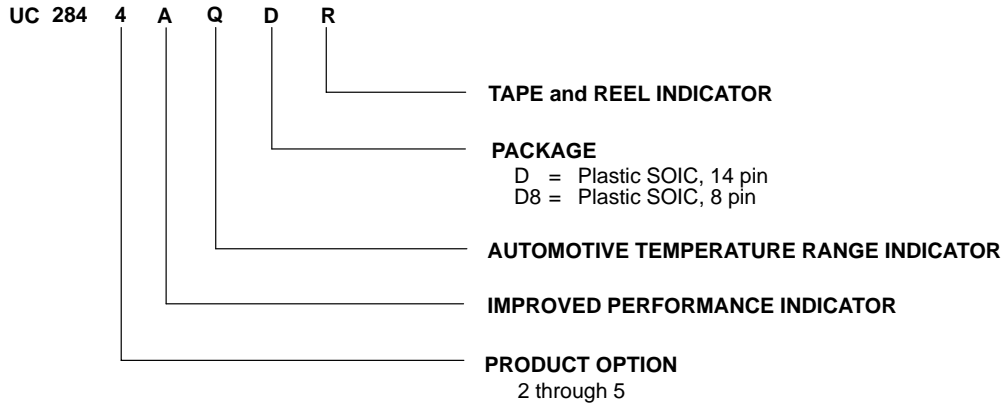 UC 284 4 A Q D R
TAPE and REEL INDICATOR
PACKAGE
D = Plastic SOIC, 14 pin
D8 = Plastic SOIC, 8 pin
AUTOMOTIVE TEMPERATURE RANGE INDICATOR
IMPROVED PERFORMANCE INDICATOR
PRODUCT OPTION
2 through 5